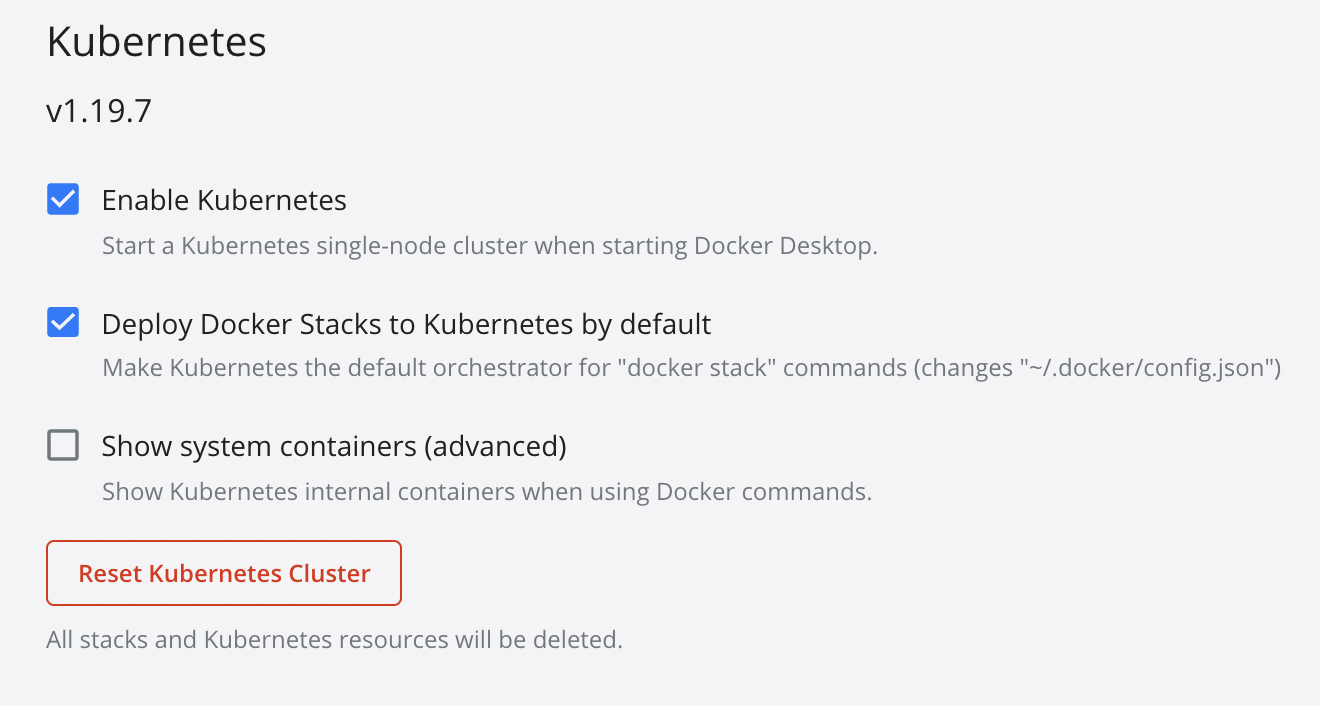 Kubernetes
v1.19.7
Enable Kubernetes
Start a Kubernetes single-node cluster when starting Docker Desktop.
Deploy Docker Stacks to Kubernetes by default
Make Kubernetes the default orchestrator for "docker stack" commands (changes "~/.docker/config.json")
Show system containers (advanced)
Show Kubernetes internal containers when using Docker commands.
Reset Kubernetes Cluster
All stacks and Kubernetes resources will be deleted.